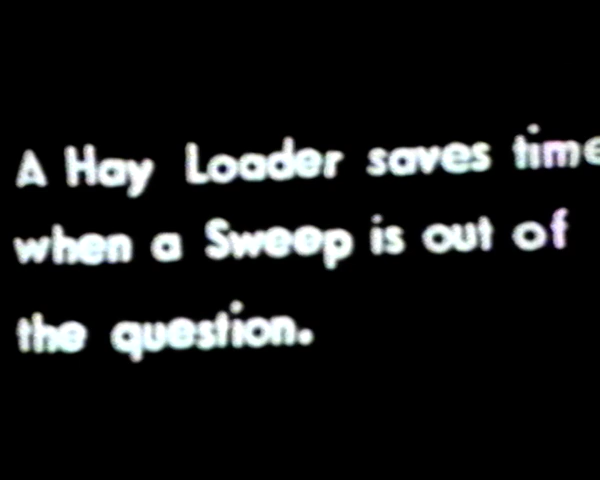 A Hay Loader saves time
when a Sweep is out of
the question.